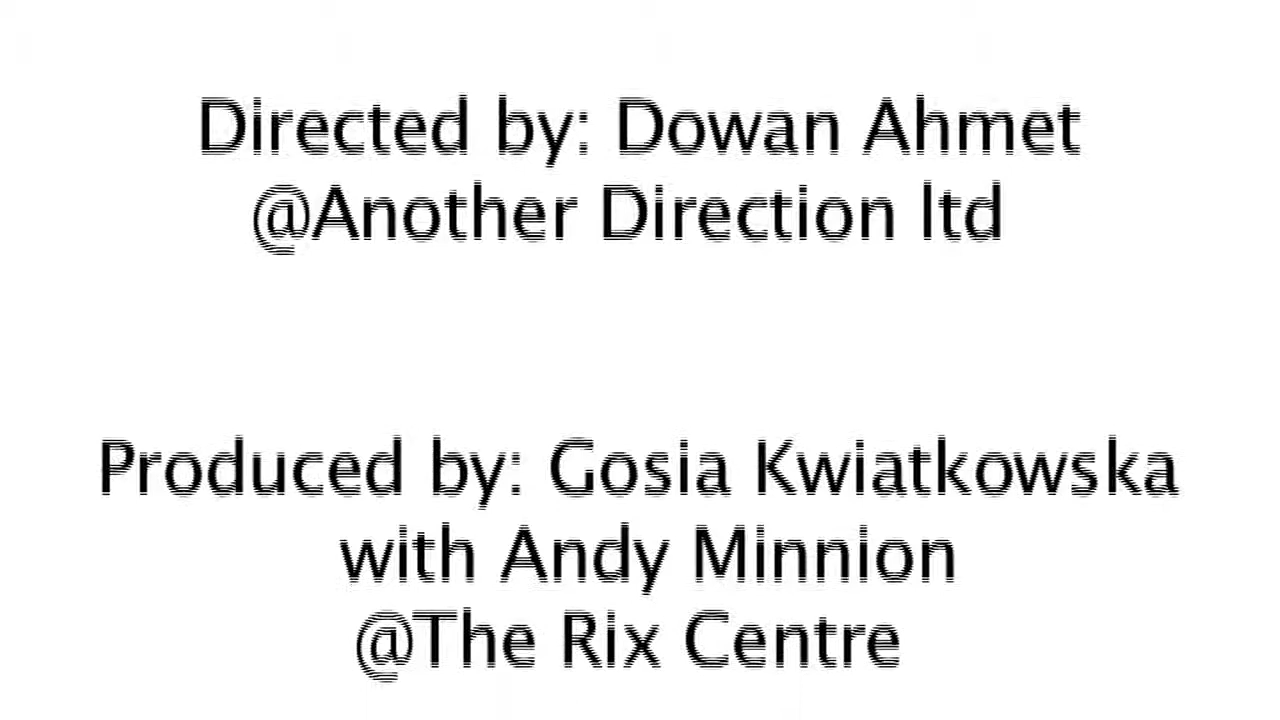 Directed by: Dowan Ahmet
@Another Direction ltd
Produced by: Gosia Kwiatkowska
with Andy Minnion
@The Rix Centre